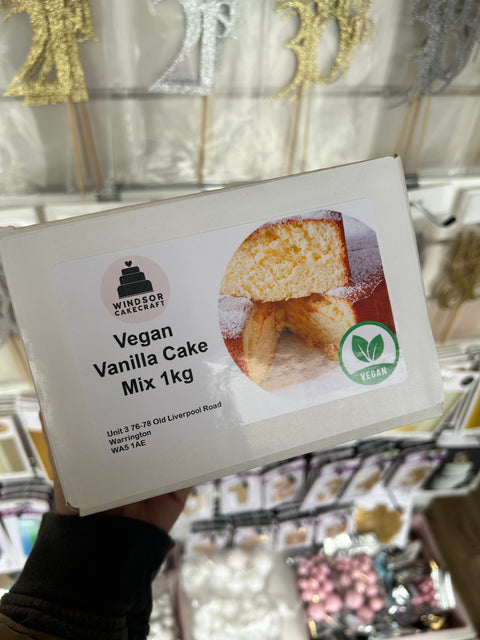 WINDSOR
CAKECRAFT
Vegan
Vanilla Cake
Mix 1kg
VEGAN
Unit 3 76-78 Old Liverpool Road
Warrington
WA5 1AE